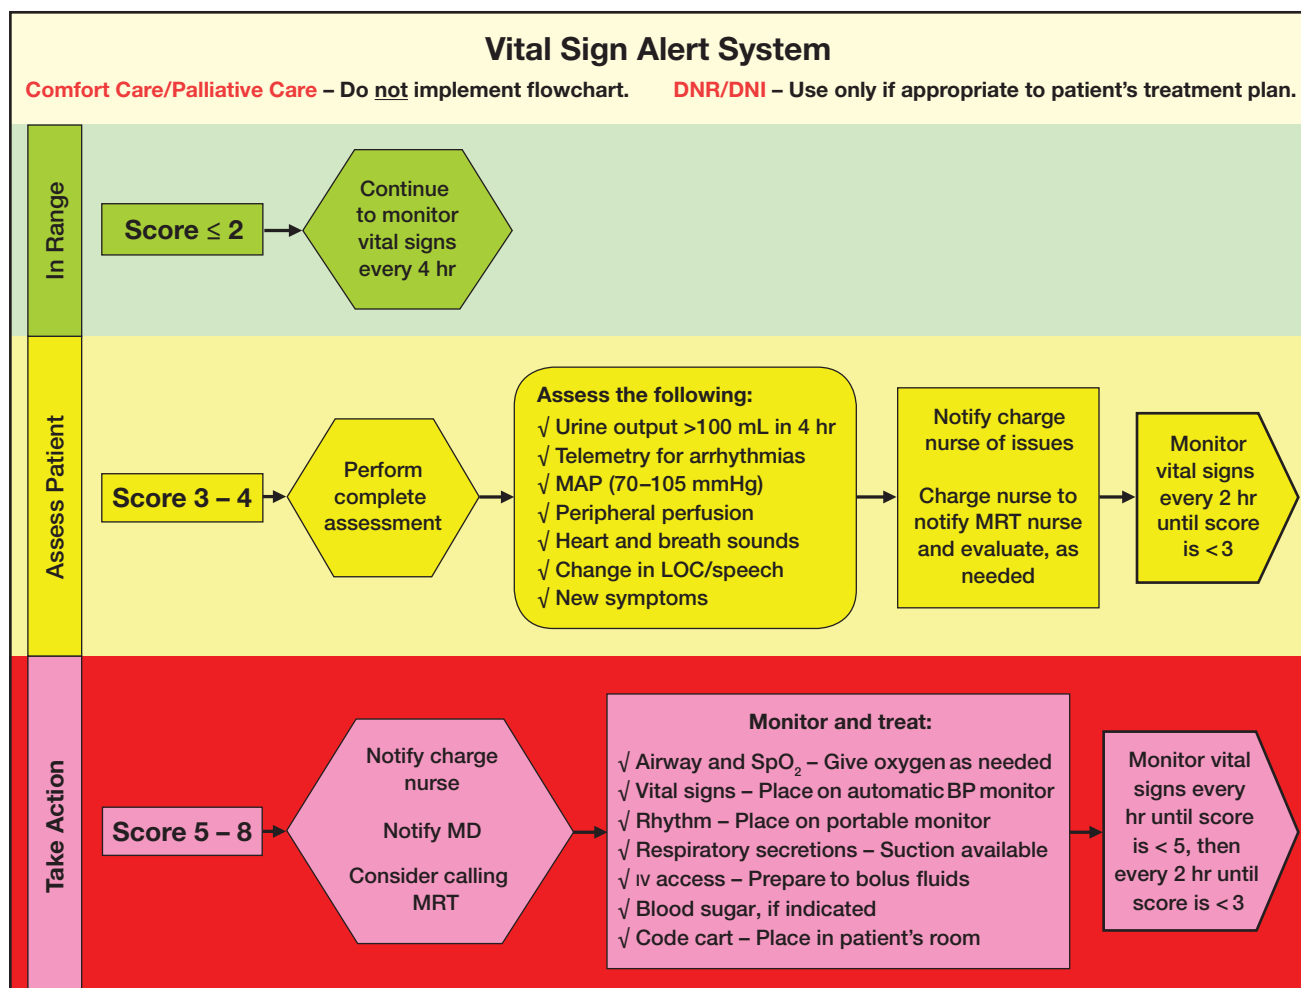 Vital Sign Alert System
Comfort Care/Palliative Care – Do not implement flowchart. DNR/DNI – Use only if appropriate to patient's treatment plan.
In Range
Score ≤ 2
Continue
to monitor
vital signs
every 4 hr
Assess Patient
Score 3 – 4
Perform
complete
assessment
Assess the following:
√ Urine output >100 mL in 4 hr
√ Telemetry for arrhythmias
√ MAP (70–105 mmHg)
√ Peripheral perfusion
√ Heart and breath sounds
√ Change in LOC/speech
√ New symptoms
Notify charge
nurse of issues
Charge nurse to
notify MRT nurse
and evaluate, as
needed
Monitor
vital signs
every 2 hr
until score
is < 3
Take Action
Score 5 – 8
Notify charge
nurse
Notify MD
Consider calling
MRT
Monitor and treat:
√ Airway and SpO₂ – Give oxygen as needed
√ Vital signs – Place on automatic BP monitor
√ Rhythm – Place on portable monitor
√ Respiratory secretions – Suction available
√ IV access – Prepare to bolus fluids
√ Blood sugar, if indicated
√ Code cart – Place in patient's room
Monitor vital
signs every
hr until score
is < 5, then
every 2 hr until
score is < 3